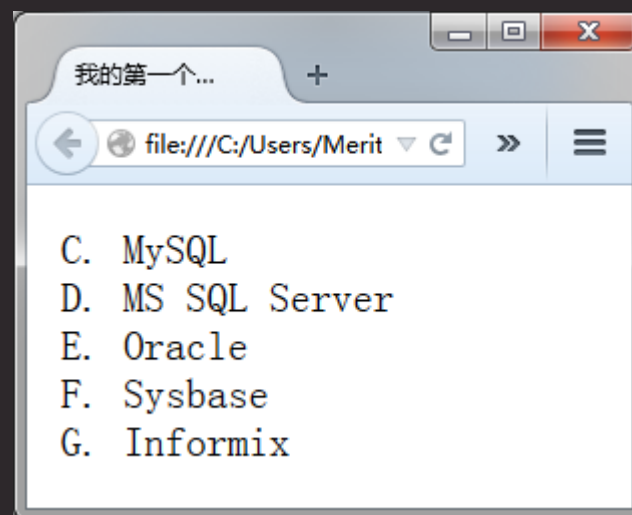 我的第一个...
file:///C:/Users/Merit
C. MySQL
D. MS SQL Server
E. Oracle
F. Sysbase
G. Informix